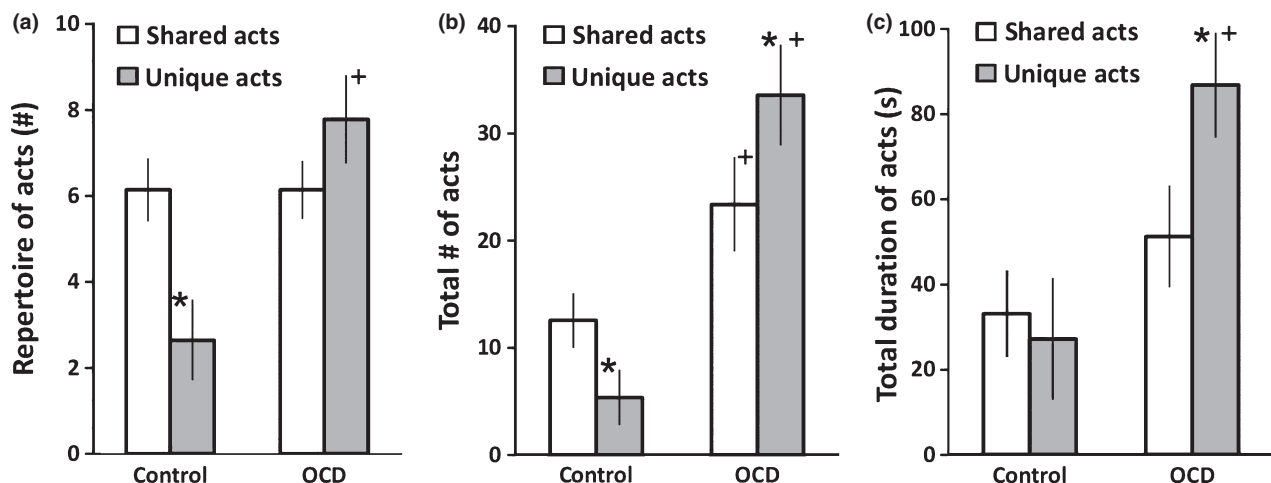 (a)
Repertoire of acts (#)
10
8
6
4
2
0
Shared acts
Unique acts
*
+
Control
OCD
(b)
Total # of acts
40
30
20
10
0
Shared acts
Unique acts
*
+
* +
Control
OCD
(c)
Total duration of acts (s)
100
80
60
40
20
0
Shared acts
Unique acts
* +
Control
OCD